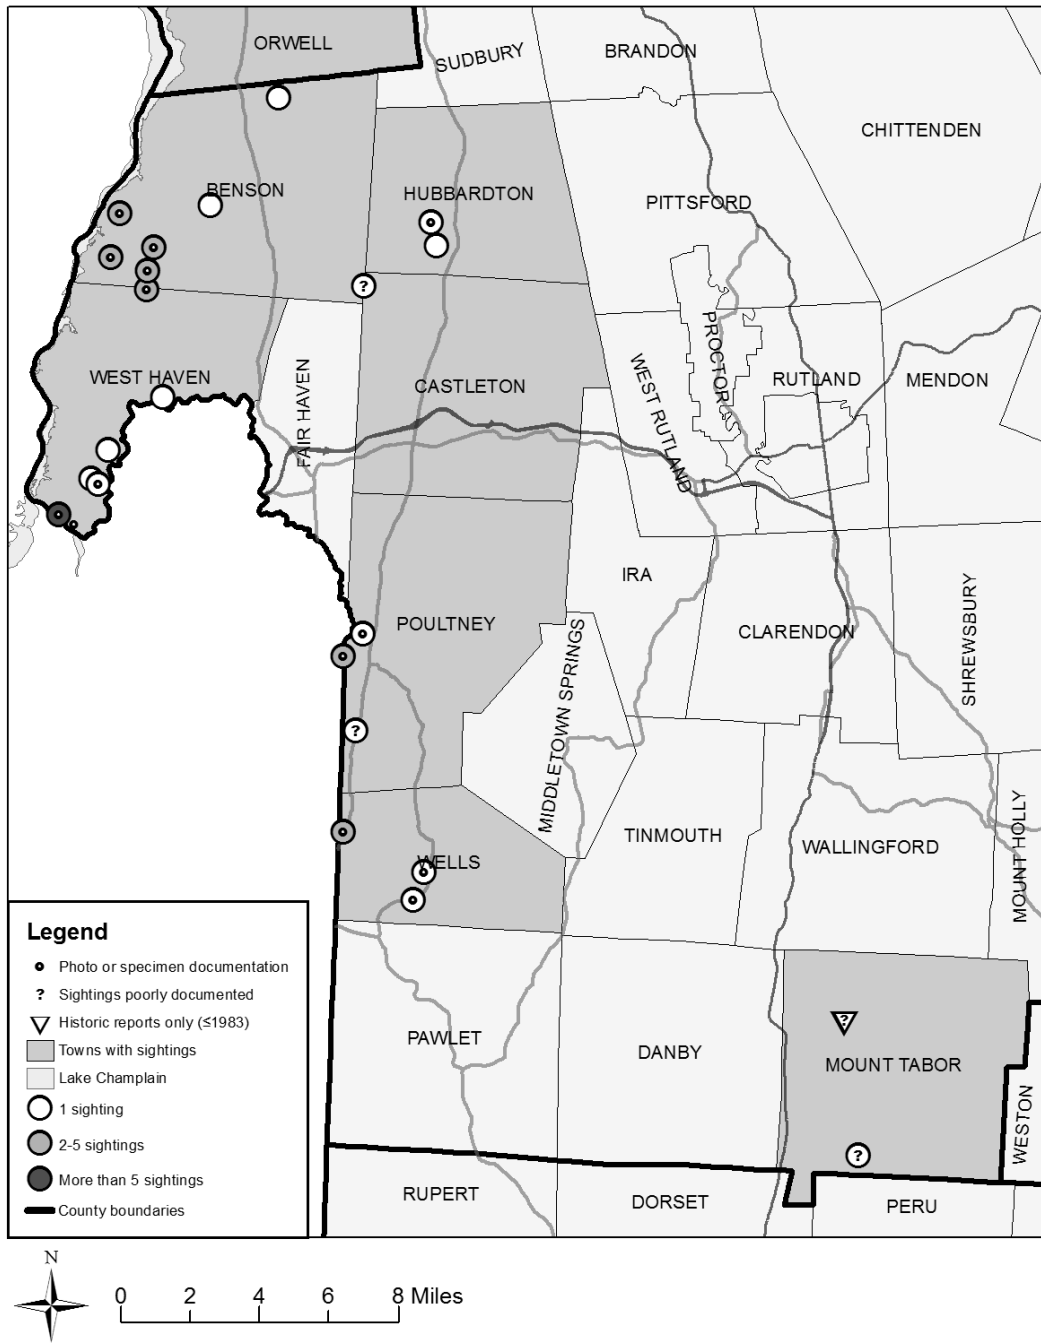 ORWELL
SUDBURY
BRANDON
CHITTENDEN
BENSON
HUBBARDTON
PITTSFORD
?
WEST HAVEN
FAIR HAVEN
CASTLETON
WEST RUTLAND
PROCTOR
RUTLAND
MENDON
IRA
POULTNEY
CLARENDON
SHREWSBURY
MIDDLETOWN SPRINGS
?
TINMOUTH
WALLINGFORD
MOUNT HOLLY
WELLS
PAWLET
DANBY
?
MOUNT TABOR
WESTON
?
RUPERT
DORSET
PERU
Legend
Photo or specimen documentation
? Sightings poorly documented
Historic reports only (≤1983)
Towns with sightings
Lake Champlain
1 sighting
2-5 sightings
More than 5 sightings
County boundaries
N
0 2 4 6 8 Miles